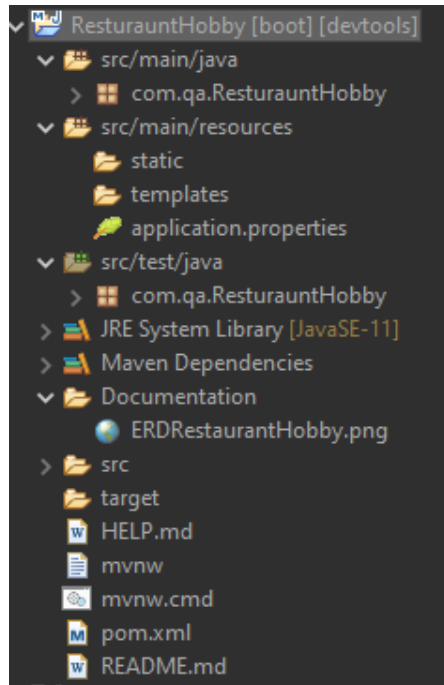 ResturauntHobby [boot] [devtools]
src/main/java
com.qa.ResturauntHobby
src/main/resources
static
templates
application.properties
src/test/java
com.qa.ResturauntHobby
JRE System Library [JavaSE-11]
Maven Dependencies
Documentation
ERDRestaurantHobby.png
src
target
HELP.md
mvnw
mvnw.cmd
pom.xml
README.md